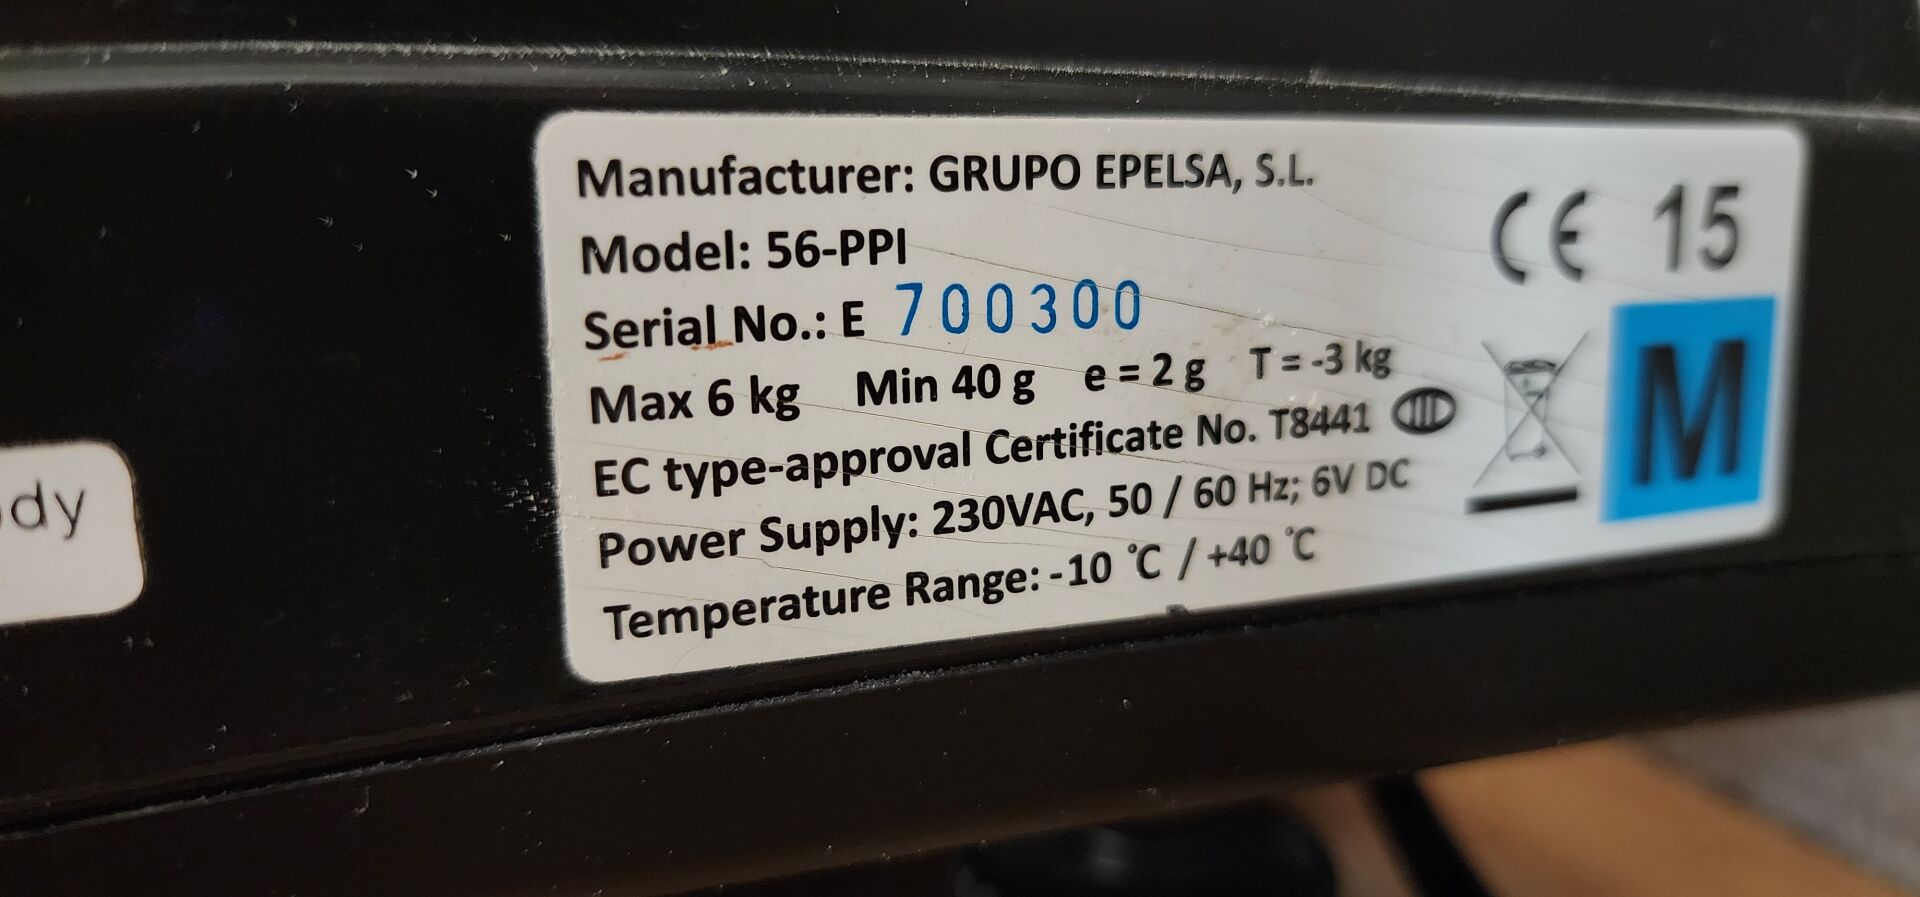 Manufacturer: GRUPO EPELSA, S.L.
Model: 56-PPI
Serial No.: E 700300
Max 6 kg Min 40 g e = 2 g T = -3 kg
EC type-approval Certificate No. T8441 III
Power Supply: 230VAC, 50 / 60 Hz; 6V DC
Temperature Range: -10 °C / +40 °C
CE 15
M
dy